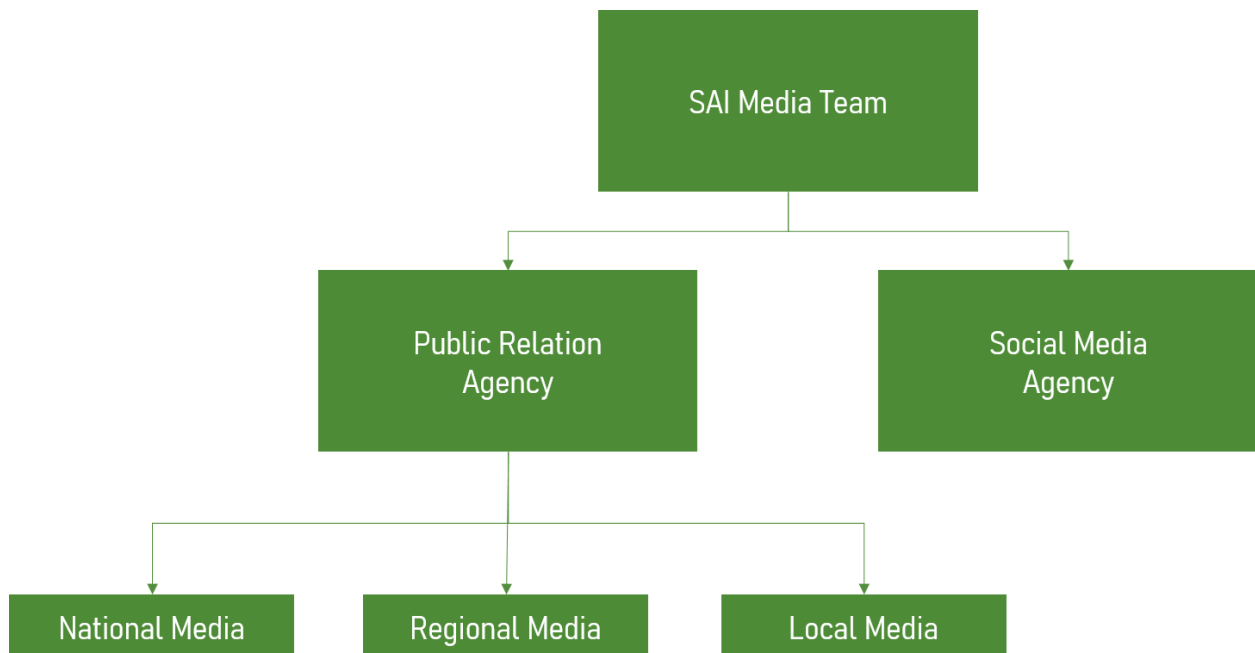 SAI Media Team
Public Relation
Agency
Social Media
Agency
National Media
Regional Media
Local Media